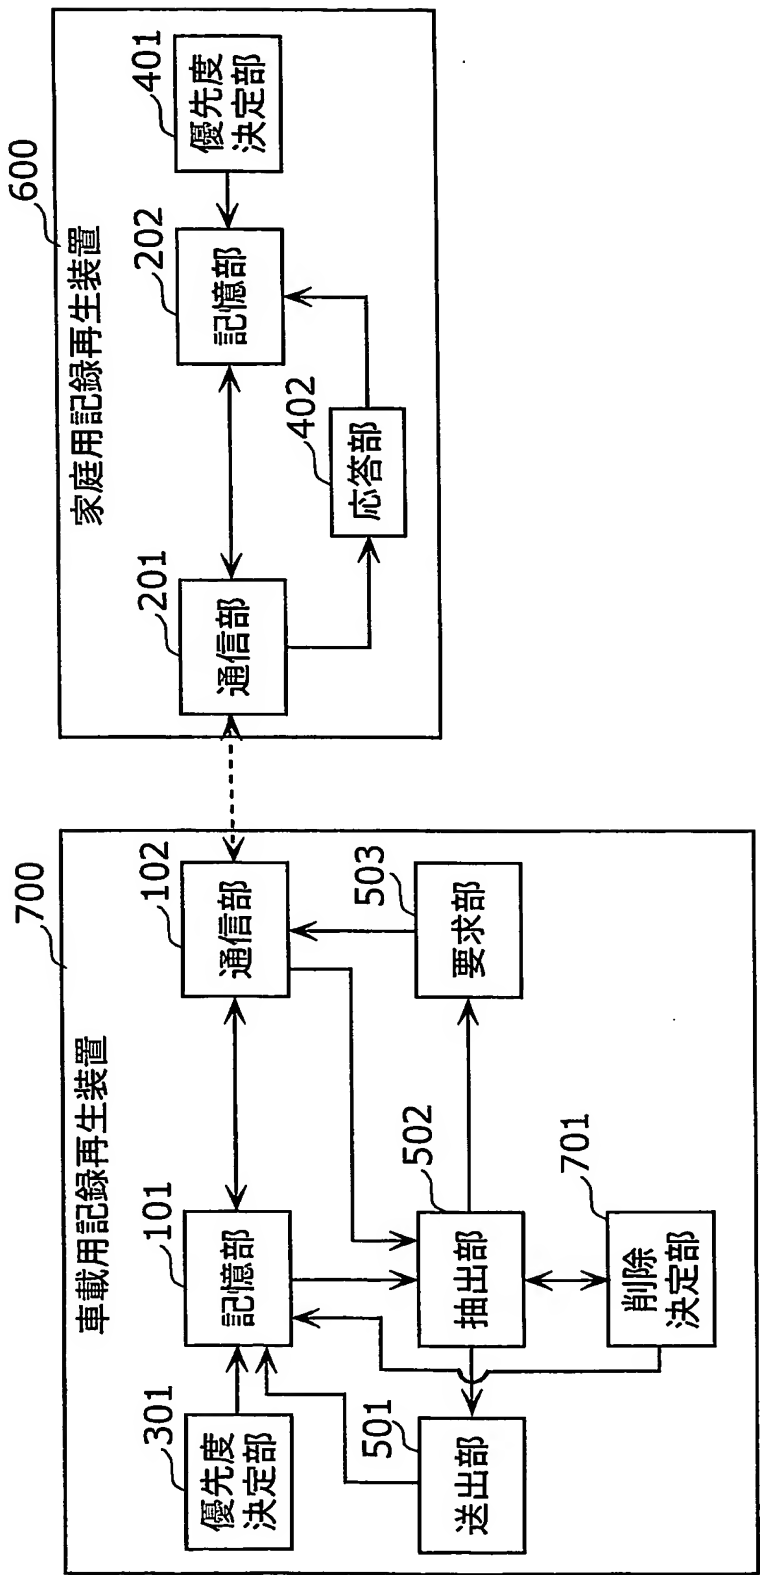 700
車載用記録再生装置
301
優先度
決定部
101
記憶部
102
通信部
501
送出部
502
抽出部
503
要求部
701
削除
決定部
600
家庭用記録再生装置
201
通信部
202
記憶部
401
優先度
決定部
402
応答部